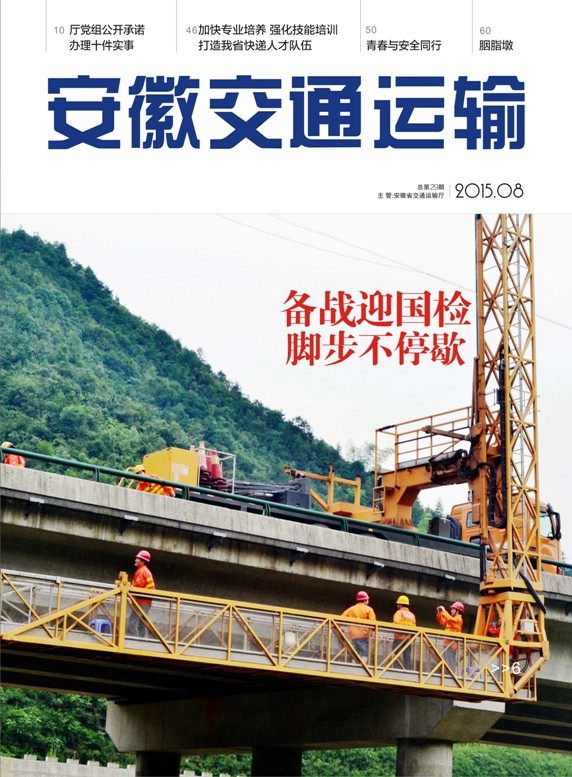 10 厅党组公开承诺
办理十件实事
46 加快专业培养 强化技能培训
打造我省快递人才队伍
50
青春与安全同行
60
胭脂墩
安徽交通运输
总第29期
主 管:安徽省交通运输厅
2015.08
备战迎国检
脚步不停歇
>>6